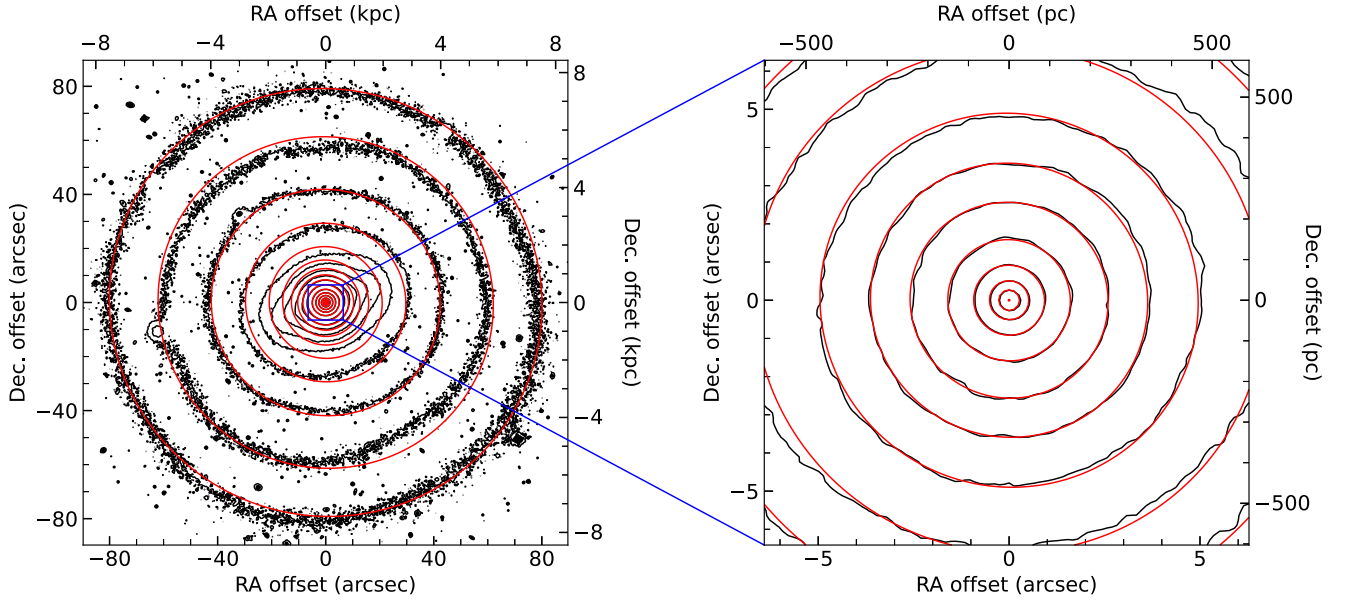 RA offset (kpc)
−8 −4 0 4 8
80 40 0 −40 −80
Dec. offset (arcsec)
8 4 0 −4 −8
Dec. offset (kpc)
−80 −40 0 40 80
RA offset (arcsec)
RA offset (pc)
−500 0 500
5 0 −5
Dec. offset (arcsec)
500 0 −500
Dec. offset (pc)
−5 0 5
RA offset (arcsec)